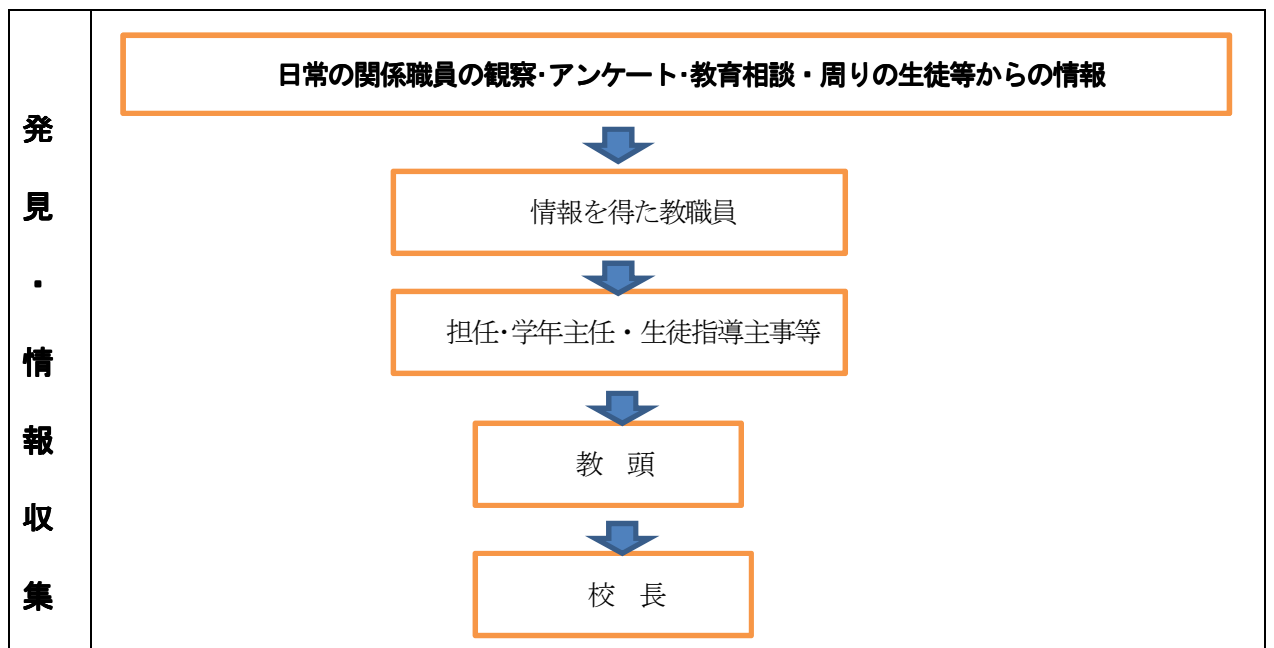 発見・情報収集
日常の関係職員の観察･アンケート･教育相談・周りの生徒等からの情報
情報を得た教職員
担任･学年主任・生徒指導主事等
教　頭
校　長